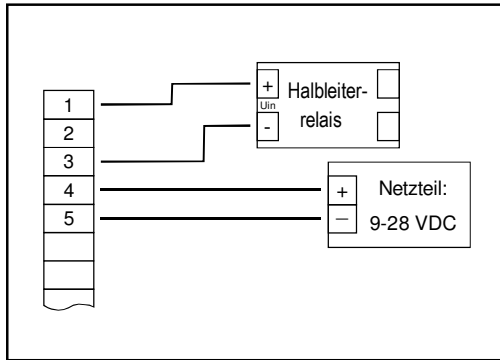 1
2
3
4
5
+
Uin
-
Halbleiter-
relais
+
–
Netzteil:
9-28 VDC